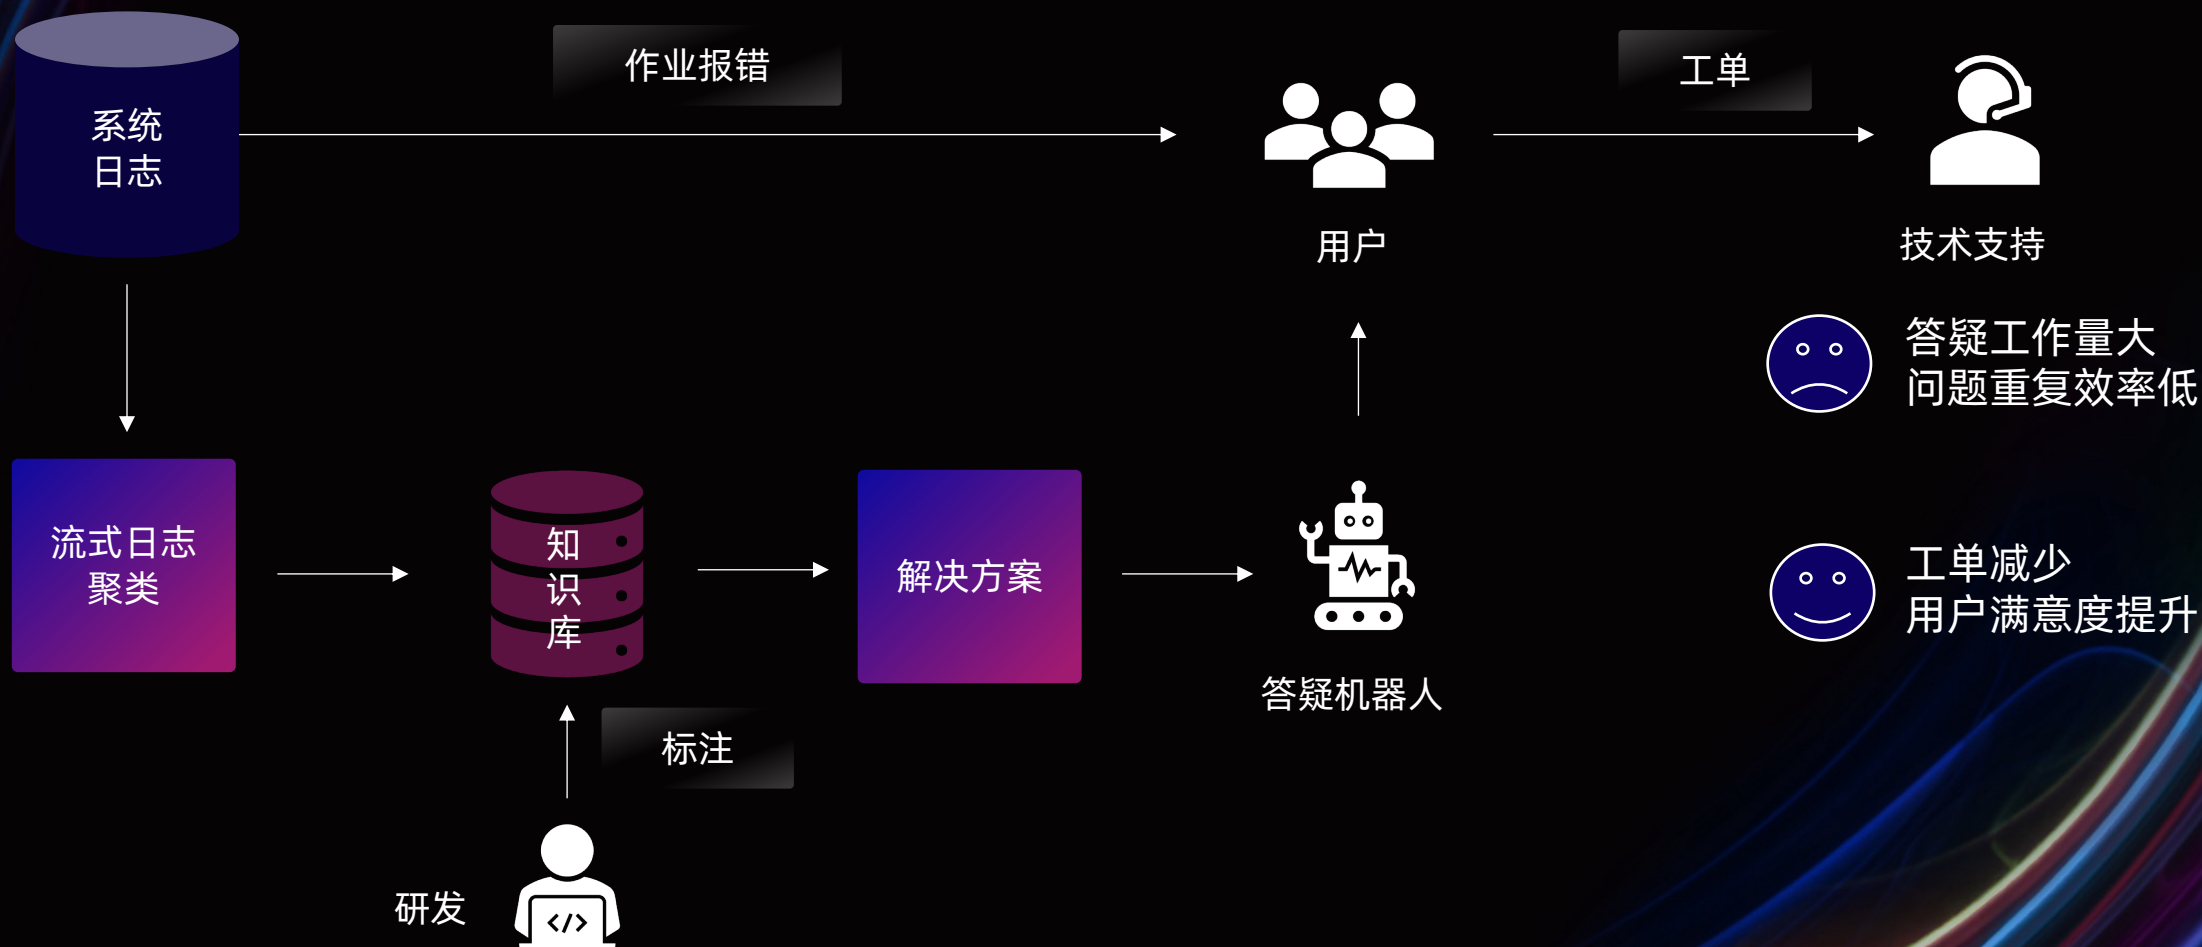 作业报错
工单
系统
日志
用户
技术支持
答疑工作量大
问题重复效率低
流式日志
聚类
知
识
库
解决方案
答疑机器人
工单减少
用户满意度提升
标注
研发
</>